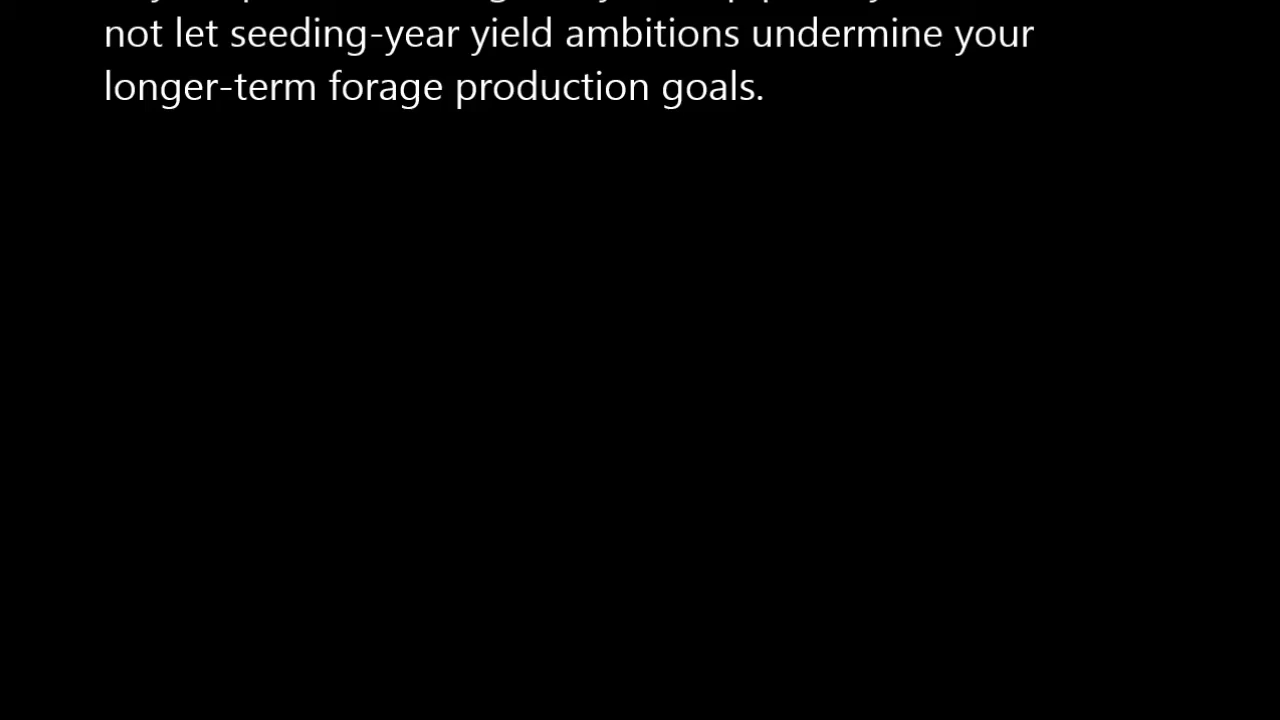 not let seeding-year yield ambitions undermine your
longer-term forage production goals.